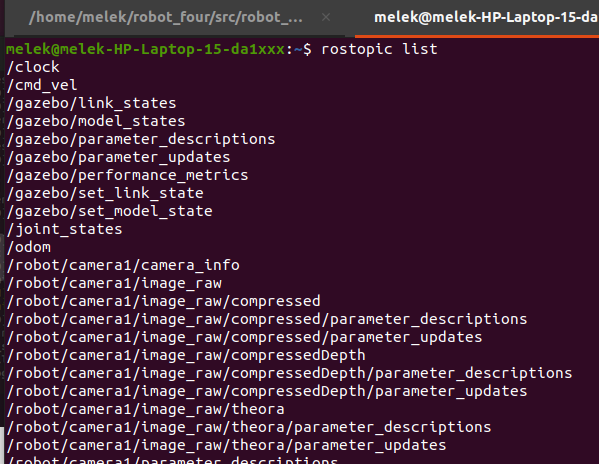 /home/melek/robot_four/src/robot_...
melek@melek-HP-Laptop-15-da1xxx
melek@melek-HP-Laptop-15-da1xxx:~$ rostopic list
/clock
/cmd_vel
/gazebo/link_states
/gazebo/model_states
/gazebo/parameter_descriptions
/gazebo/parameter_updates
/gazebo/performance_metrics
/gazebo/set_link_state
/gazebo/set_model_state
/joint_states
/odom
/robot/camera1/camera_info
/robot/camera1/image_raw
/robot/camera1/image_raw/compressed
/robot/camera1/image_raw/compressed/parameter_descriptions
/robot/camera1/image_raw/compressed/parameter_updates
/robot/camera1/image_raw/compressedDepth
/robot/camera1/image_raw/compressedDepth/parameter_descriptions
/robot/camera1/image_raw/compressedDepth/parameter_updates
/robot/camera1/image_raw/theora
/robot/camera1/image_raw/theora/parameter_descriptions
/robot/camera1/image_raw/theora/parameter_updates
/robot/camera1/parameter_descriptions